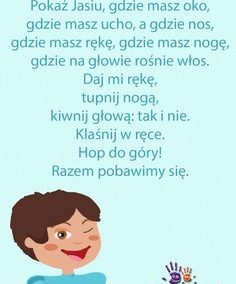 Pokaż Jasiu, gdzie masz oko,
gdzie masz ucho, a gdzie nos,
gdzie masz rękę, gdzie masz nogę,
gdzie na głowie rośnie włos.
Daj mi rękę,
tupnij nogą,
kiwnij głową: tak i nie.
Klaśnij w ręce.
Hop do góry!
Razem pobawimy się.